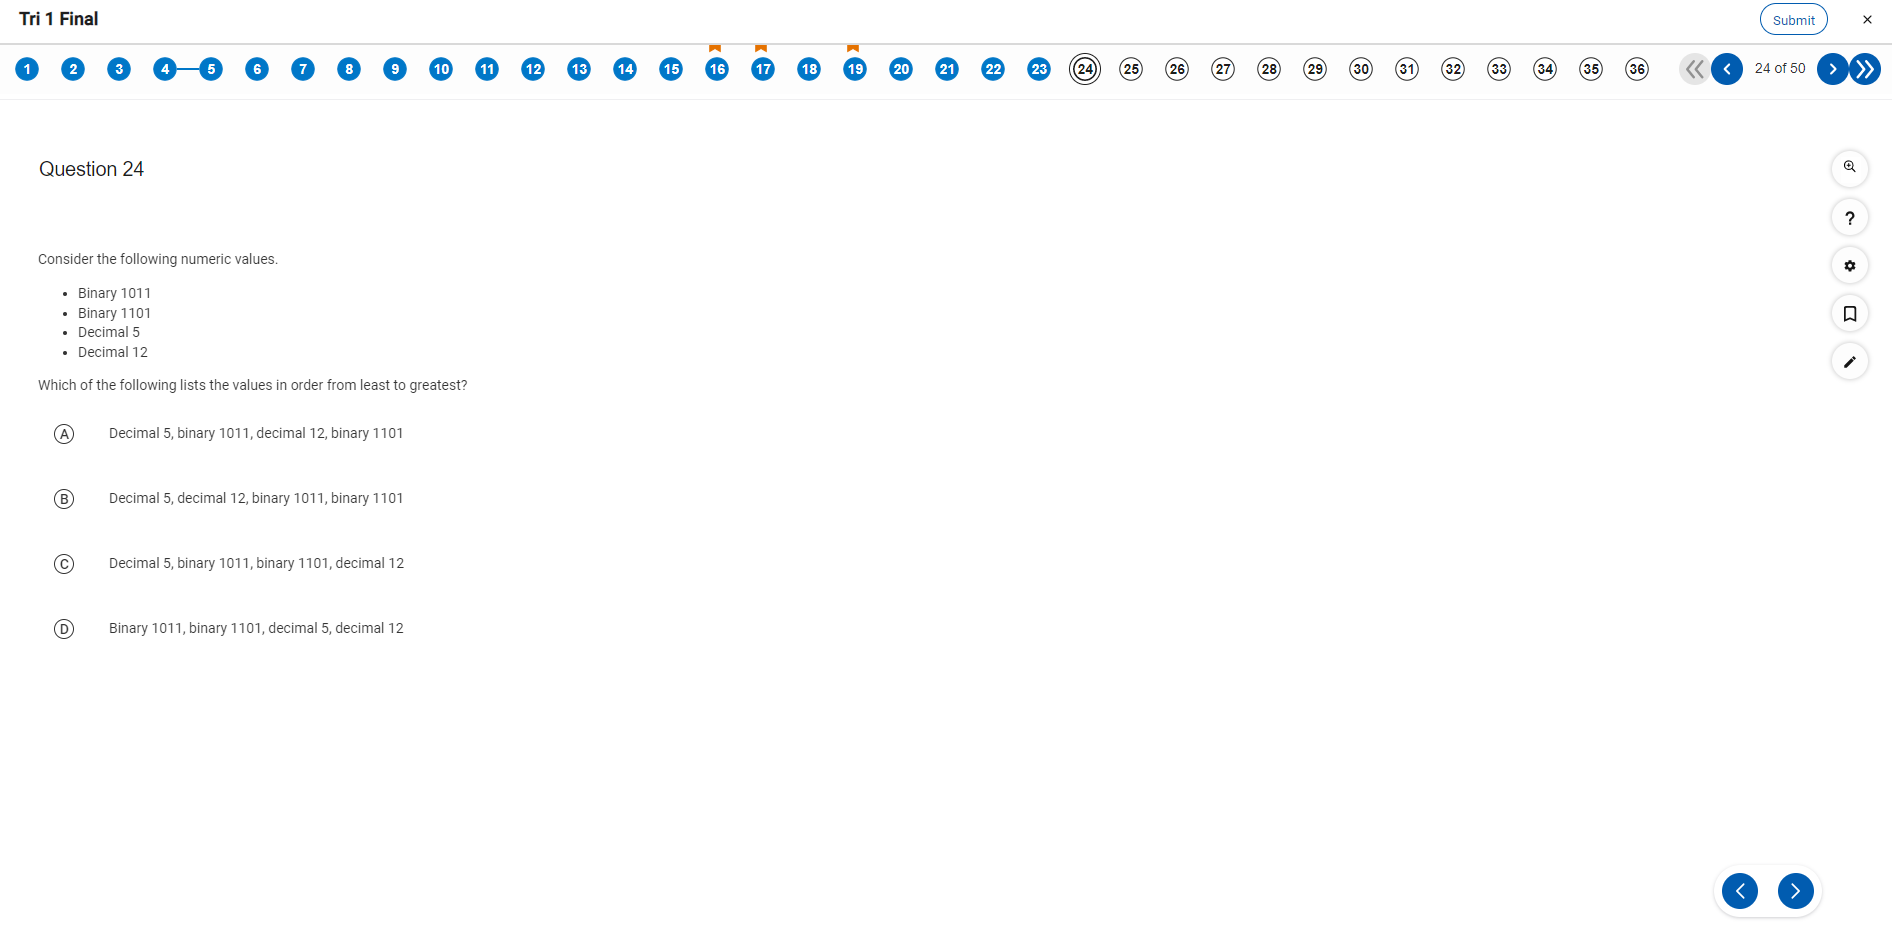 Tri 1 Final
Submit
1 2 3 4 5 6 7 8 9 10 11 12 13 14 15 16 17 18 19 20 21 22 23 24 25 26 27 28 29 30 31 32 33 34 35 36 24 of 50
Question 24
?
Consider the following numeric values.
• Binary 1011
• Binary 1101
• Decimal 5
• Decimal 12
Which of the following lists the values in order from least to greatest?
A Decimal 5, binary 1011, decimal 12, binary 1101
B Decimal 5, decimal 12, binary 1011, binary 1101
C Decimal 5, binary 1011, binary 1101, decimal 12
D Binary 1011, binary 1101, decimal 5, decimal 12